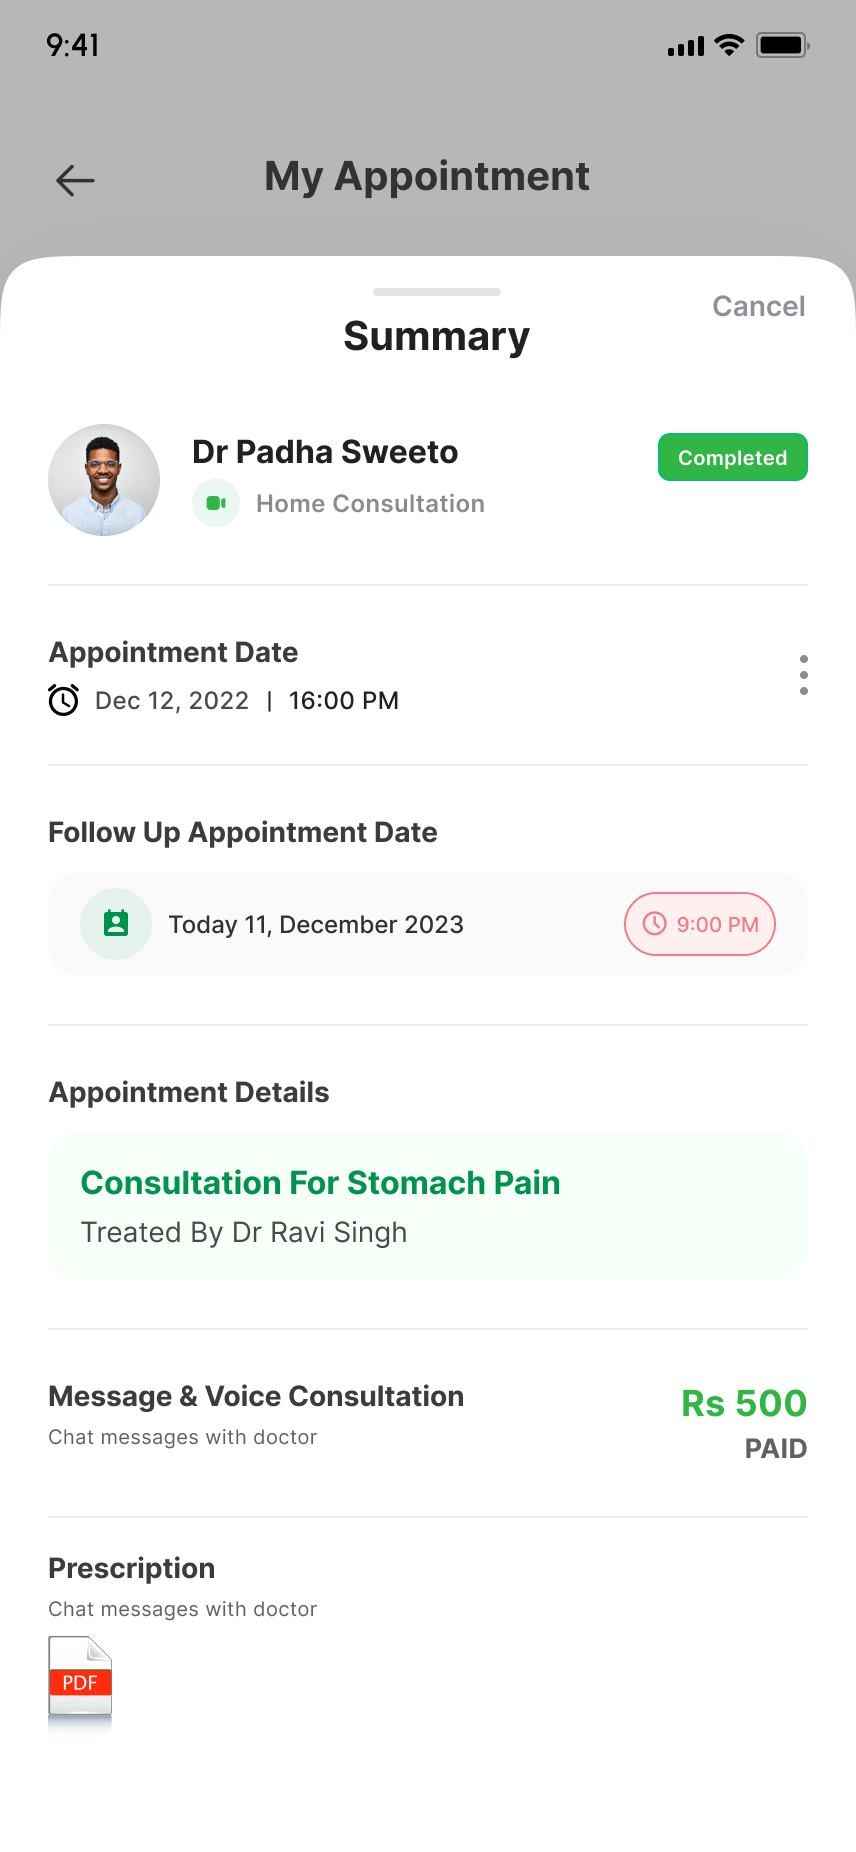 9:41
My Appointment
Cancel
Summary
Dr Padha Sweeto
Completed
Home Consultation
Appointment Date
Dec 12, 2022 | 16:00 PM
Follow Up Appointment Date
Today 11, December 2023
9:00 PM
Appointment Details
Consultation For Stomach Pain
Treated By Dr Ravi Singh
Message & Voice Consultation
Rs 500
Chat messages with doctor
PAID
Prescription
Chat messages with doctor
PDF